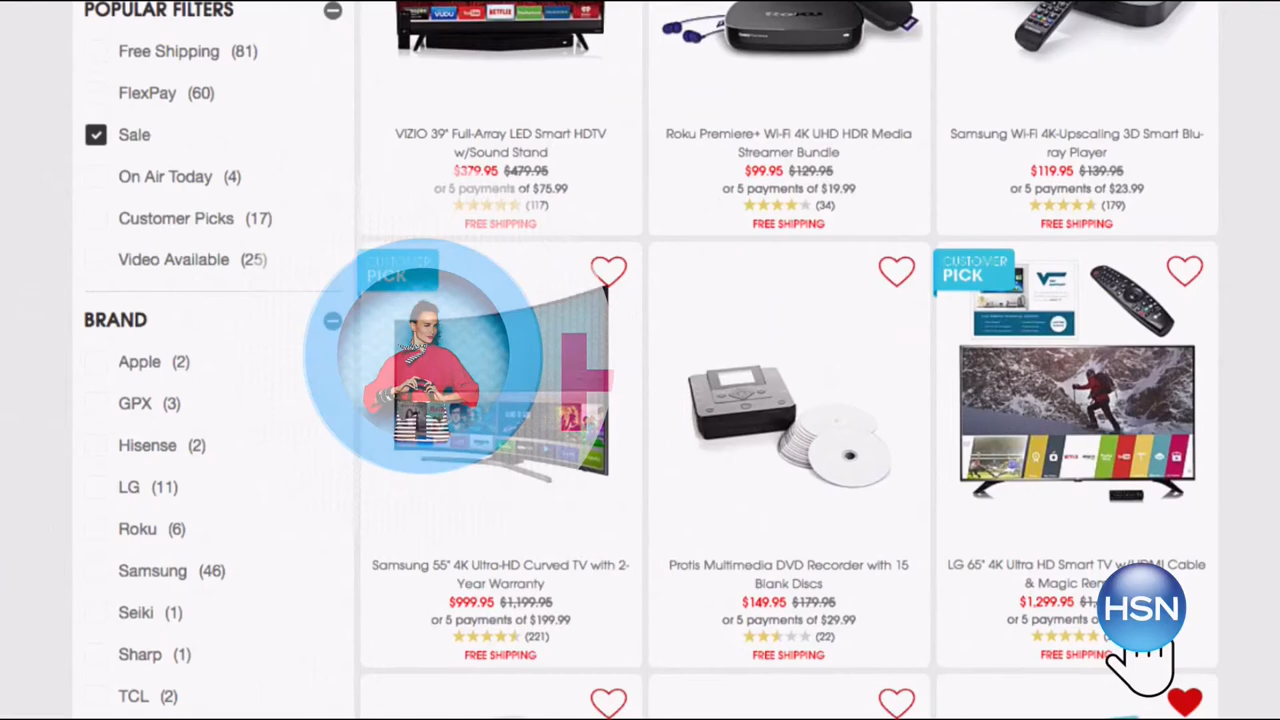 POPULAR FILTERS
Free Shipping (81)
FlexPay (60)
Sale
On Air Today (4)
Customer Picks (17)
Video Available (25)
BRAND
Apple (2)
GPX (3)
Hisense (2)
LG (11)
Roku (6)
Samsung (46)
Seiki (1)
Sharp (1)
TCL (2)
VUDU
YouTube
NETFLIX
VIZIO 39" Full-Array LED Smart HDTV
w/Sound Stand
$379.95 $479.95
or 5 payments of $75.99
(117)
FREE SHIPPING
Roku
Roku Premiere+ Wi-Fi 4K UHD HDR Media
Streamer Bundle
$99.95 $129.95
or 5 payments of $19.99
(34)
FREE SHIPPING
Samsung Wi-Fi 4K-Upscaling 3D Smart Blu-
ray Player
$119.95 $139.95
or 5 payments of $23.99
(179)
FREE SHIPPING
CUSTOMER
PICK
Samsung 55" 4K Ultra-HD Curved TV with 2-
Year Warranty
$999.95 $1,199.95
or 5 payments of $199.99
(221)
FREE SHIPPING
Protis Multimedia DVD Recorder with 15
Blank Discs
$149.95 $179.95
or 5 payments of $29.99
(22)
FREE SHIPPING
CUSTOMER
PICK
LG 65" 4K Ultra HD Smart TV w/HDMI Cable
& Magic
$1,299.95
or 5 payments
FREE SHIPPING
HSN